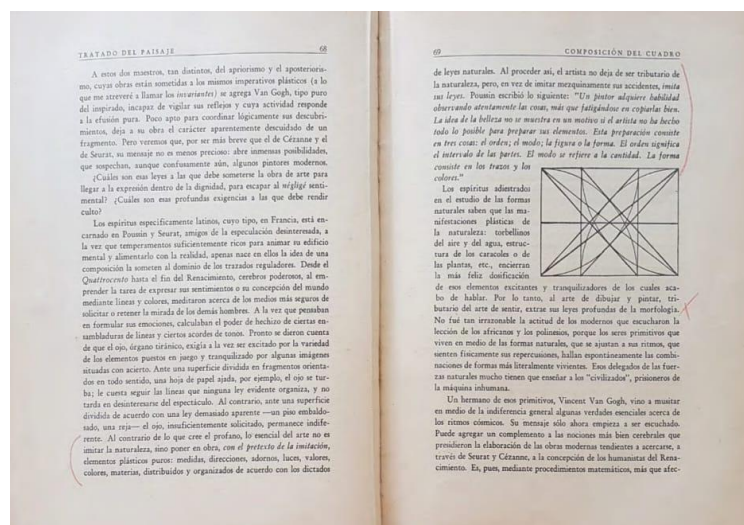 TRATADO DEL PAISAJE 68
A estos dos maestros, tan distintos, del apriorismo y el aposterioris-
mo, cuyas obras están sometidas a los mismos imperativos plásticos (a lo
que me atreveré a llamar los invariantes) se agrega Van Gogh, tipo puro
del inspirado, incapaz de vigilar sus reflejos y cuya actividad responde
a la efusión pura. Poco apto para coordinar lógicamente sus descubri-
mientos, deja a su obra el carácter aparentemente descuidado de un
fragmento. Pero veremos que, por ser más breve que el de Cézanne y el
de Seurat, su mensaje no es menos precioso: abre inmensas posibilidades,
que sospechan, aunque confusamente aún, algunos pintores modernos.
¿Cuáles son esas leyes a las que debe someterse la obra de arte para
llegar a la expresión dentro de la dignidad, para escapar al négligé senti-
mental? ¿Cuáles son esas profundas exigencias a las que debe rendir
culto?
Los espíritus específicamente latinos, cuyo tipo, en Francia, está en-
carnado en Poussin y Seurat, amigos de la especulación desinteresada, a
la vez que temperamentos suficientemente ricos para animar su edificio
mental y alimentarlo con la realidad, apenas nace en ellos la idea de una
composición la someten al dominio de los trazados reguladores. Desde el
Quattrocento hasta el fin del Renacimiento, cerebros poderosos, al em-
prender la tarea de expresar sus sentimientos o su concepción del mundo
mediante líneas y colores, meditaron acerca de los medios más seguros de
solicitar o retener la mirada de los demás hombres. A la vez que pensaban
en formular sus emociones, calculaban el poder de hechizo de ciertas en-
sambladuras de líneas y ciertos acordes de tonos. Pronto se dieron cuenta
de que el ojo, órgano tiránico, exigía a la vez ser excitado por la variedad
de los elementos puestos en juego y tranquilizado por algunas imágenes
situadas con acierto. Ante una superficie dividida en fragmentos orienta-
dos en todo sentido, una hoja de papel ajada, por ejemplo, el ojo se tur-
ba; le cuesta seguir las líneas que ninguna ley evidente organiza, y no
tarda en desinteresarse del espectáculo. Al contrario, ante una superficie
dividida de acuerdo con una ley demasiado aparente —un piso embaldo-
sado, una reja— el ojo, insuficientemente solicitado, permanece indife-
rente. Al contrario de lo que cree el profano, lo esencial del arte no es
imitar la naturaleza, sino poner en obra, con el pretexto de la imitación,
elementos plásticos puros: medidas, direcciones, adornos, luces, valores,
colores, materias, distribuidos y organizados de acuerdo con los dictados
69 COMPOSICIÓN DEL CUADRO
de leyes naturales. Al proceder así, el artista no deja de ser tributario de
la naturaleza, pero, en vez de imitar mezquinamente sus accidentes, imita
sus leyes. Poussin escribió lo siguiente: "Un pintor adquiere habilidad
observando atentamente las cosas, más que fatigándose en copiarlas bien.
La idea de la belleza no se muestra en un motivo si el artista no ha hecho
todo lo posible para preparar sus elementos. Esta preparación consiste
en tres cosas: el orden; el modo; la figura o la forma. El orden significa
el intervalo de las partes. El modo se refiere a la cantidad. La forma
consiste en los trazos y los
colores."
Los espíritus adiestrados
en el estudio de las formas
naturales saben que las ma-
nifestaciones plásticas de
la naturaleza: torbellinos
del aire y del agua, estruc-
tura de los caracoles o de
las plantas, etc., encierran
la más feliz dosificación
de esos elementos excitantes y tranquilizadores de los cuales aca-
bo de hablar. Por lo tanto, al arte de dibujar y pintar, tri-
butario del arte de sentir, extrae sus leyes profundas de la morfología.
No fué tan irrazonable la actitud de los modernos que escucharon la
lección de los africanos y los polinesios, porque los seres primitivos que
viven en medio de las formas naturales, que se ajustan a sus ritmos, que
sienten físicamente sus repercusiones, hallan espontáneamente las combi-
naciones de formas más literalmente vivientes. Esos delegados de las fuer-
zas naturales mucho tienen que enseñar a los "civilizados", prisioneros de
la máquina inhumana.
Un hermano de esos primitivos, Vincent Van Gogh, vino a mostrar
en medio de la indiferencia general algunas verdades esenciales acerca de
los ritmos cósmicos. Su mensaje sólo ahora empieza a ser escuchado.
Puede agregar un complemento a las nociones más bien cerebrales que
presidieron la elaboración de las obras modernas tendientes a acercarse, a
través de Seurat y Cézanne, a la concepción de los humanistas del Rena-
cimiento. Es, pues, mediante procedimientos matemáticos, más que afec-